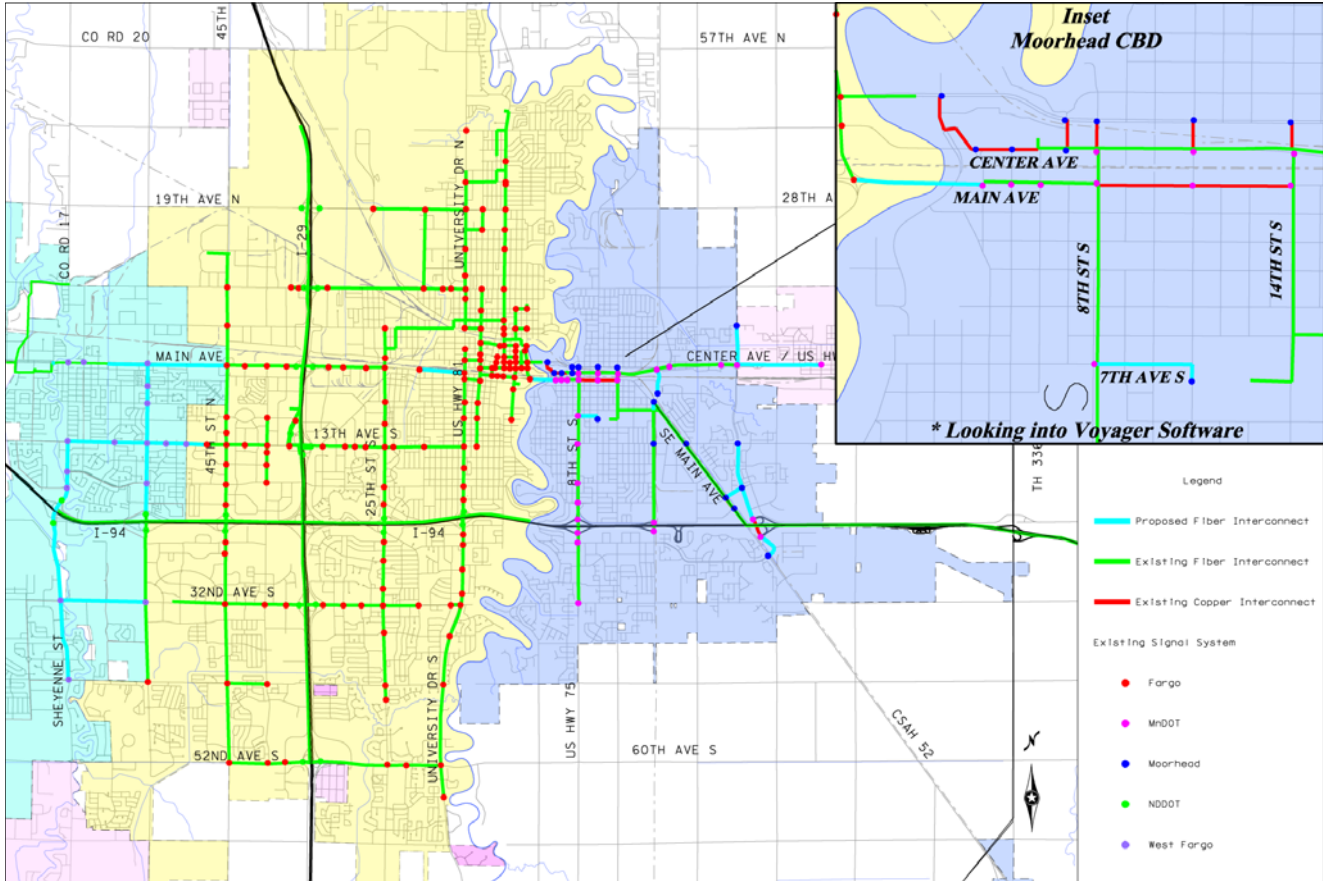 CO RD 20
45TH
57TH AVE N
Inset
Moorhead CBD
CENTER AVE
MAIN AVE
8TH ST S
14TH ST S
7TH AVE S
* Looking into Voyager Software
CO RD 17
19TH AVE N
I-29
UNIVERSITY DR N
28TH A
MAIN AVE
US HWY 81
CENTER AVE / US H
45TH ST N
13TH AVE S
25TH ST S
8TH ST S
SE MAIN AVE
TH 336
I-94
I-94
32ND AVE S
SHEYENNE ST
UNIVERSITY DR S
US HWY 75
52ND AVE S
60TH AVE S
CSAH 52
N
Legend
Proposed Fiber Interconnect
Existing Fiber Interconnect
Existing Copper Interconnect
Existing Signal System
Fargo
MnDOT
Moorhead
NDDOT
West Fargo